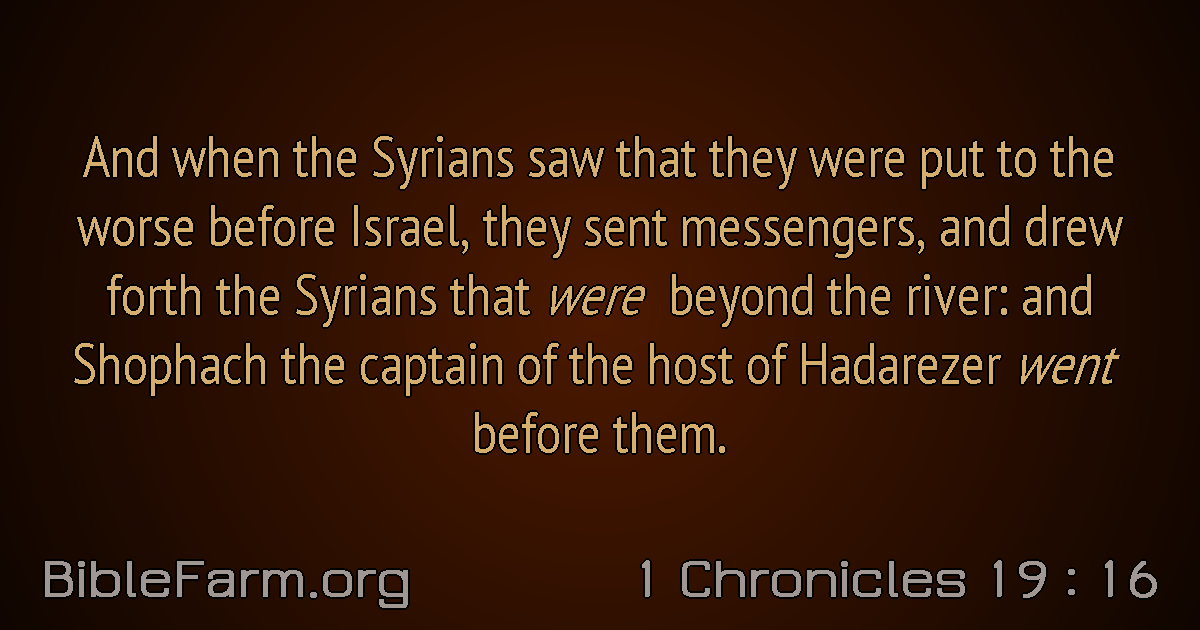 And when the Syrians saw that they were put to the
worse before Israel, they sent messengers, and drew
forth the Syrians that were beyond the river: and
Shophach the captain of the host of Hadarezer went
before them.
BibleFarm.org
1 Chronicles 19 : 16